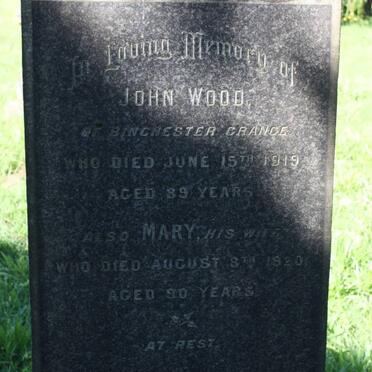 In Loving Memory of
JOHN WOOD,
OF BINCHESTER GRANGE
WHO DIED JUNE 15TH 1919
AGED 89 YEARS
ALSO MARY, HIS WIFE,
WHO DIED AUGUST 8TH 1920,
AGED 90 YEARS
AT REST.